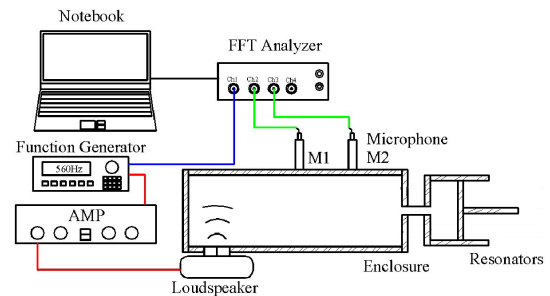 Notebook
FFT Analyzer
Ch1 Ch2 Ch3 Ch4
Function Generator
560Hz
Microphone
M1 M2
AMP
Enclosure
Resonators
Loudspeaker